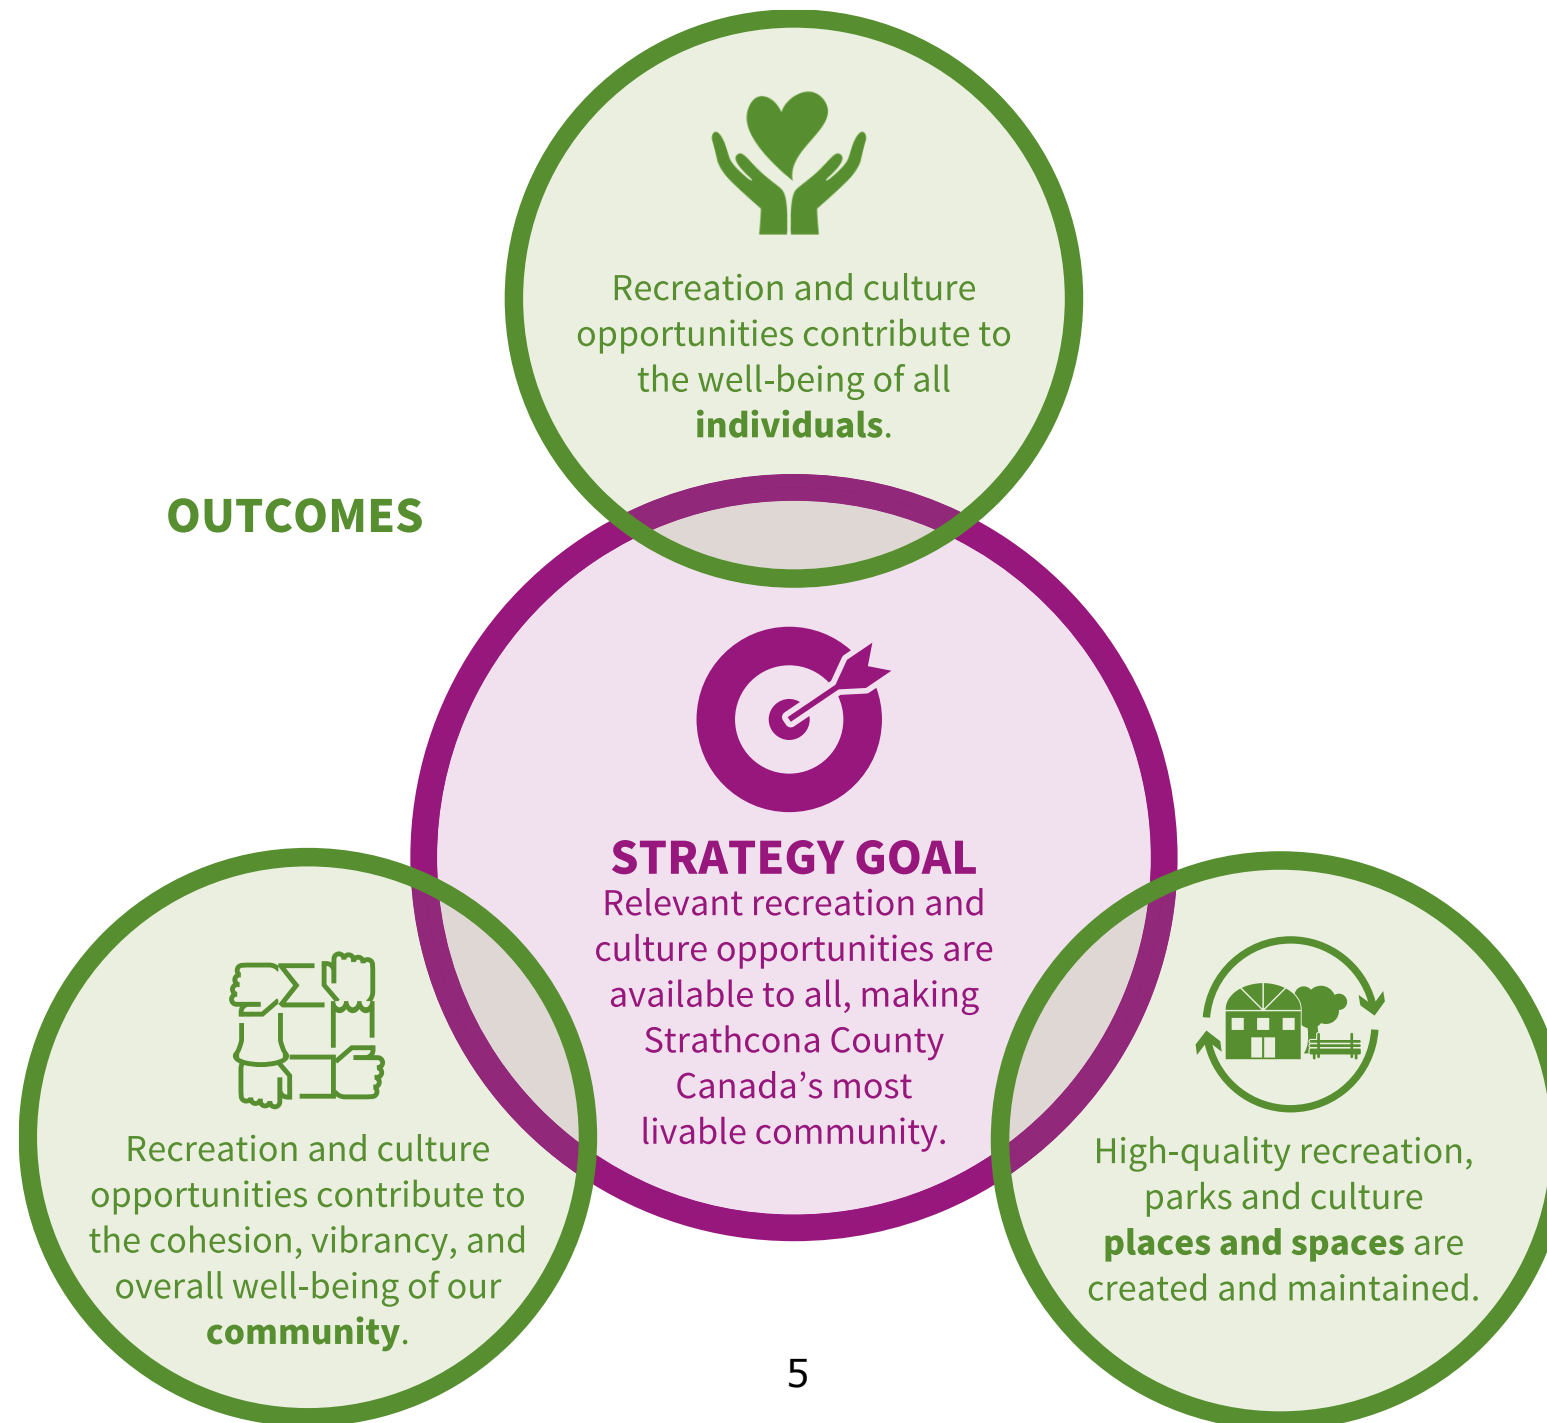 Recreation and culture
opportunities contribute to
the well-being of all
individuals.
OUTCOMES
STRATEGY GOAL
Relevant recreation and
culture opportunities are
available to all, making
Strathcona County
Canada’s most
livable community.
Recreation and culture
opportunities contribute to
the cohesion, vibrancy, and
overall well-being of our
community.
High-quality recreation,
parks and culture
places and spaces are
created and maintained.
5